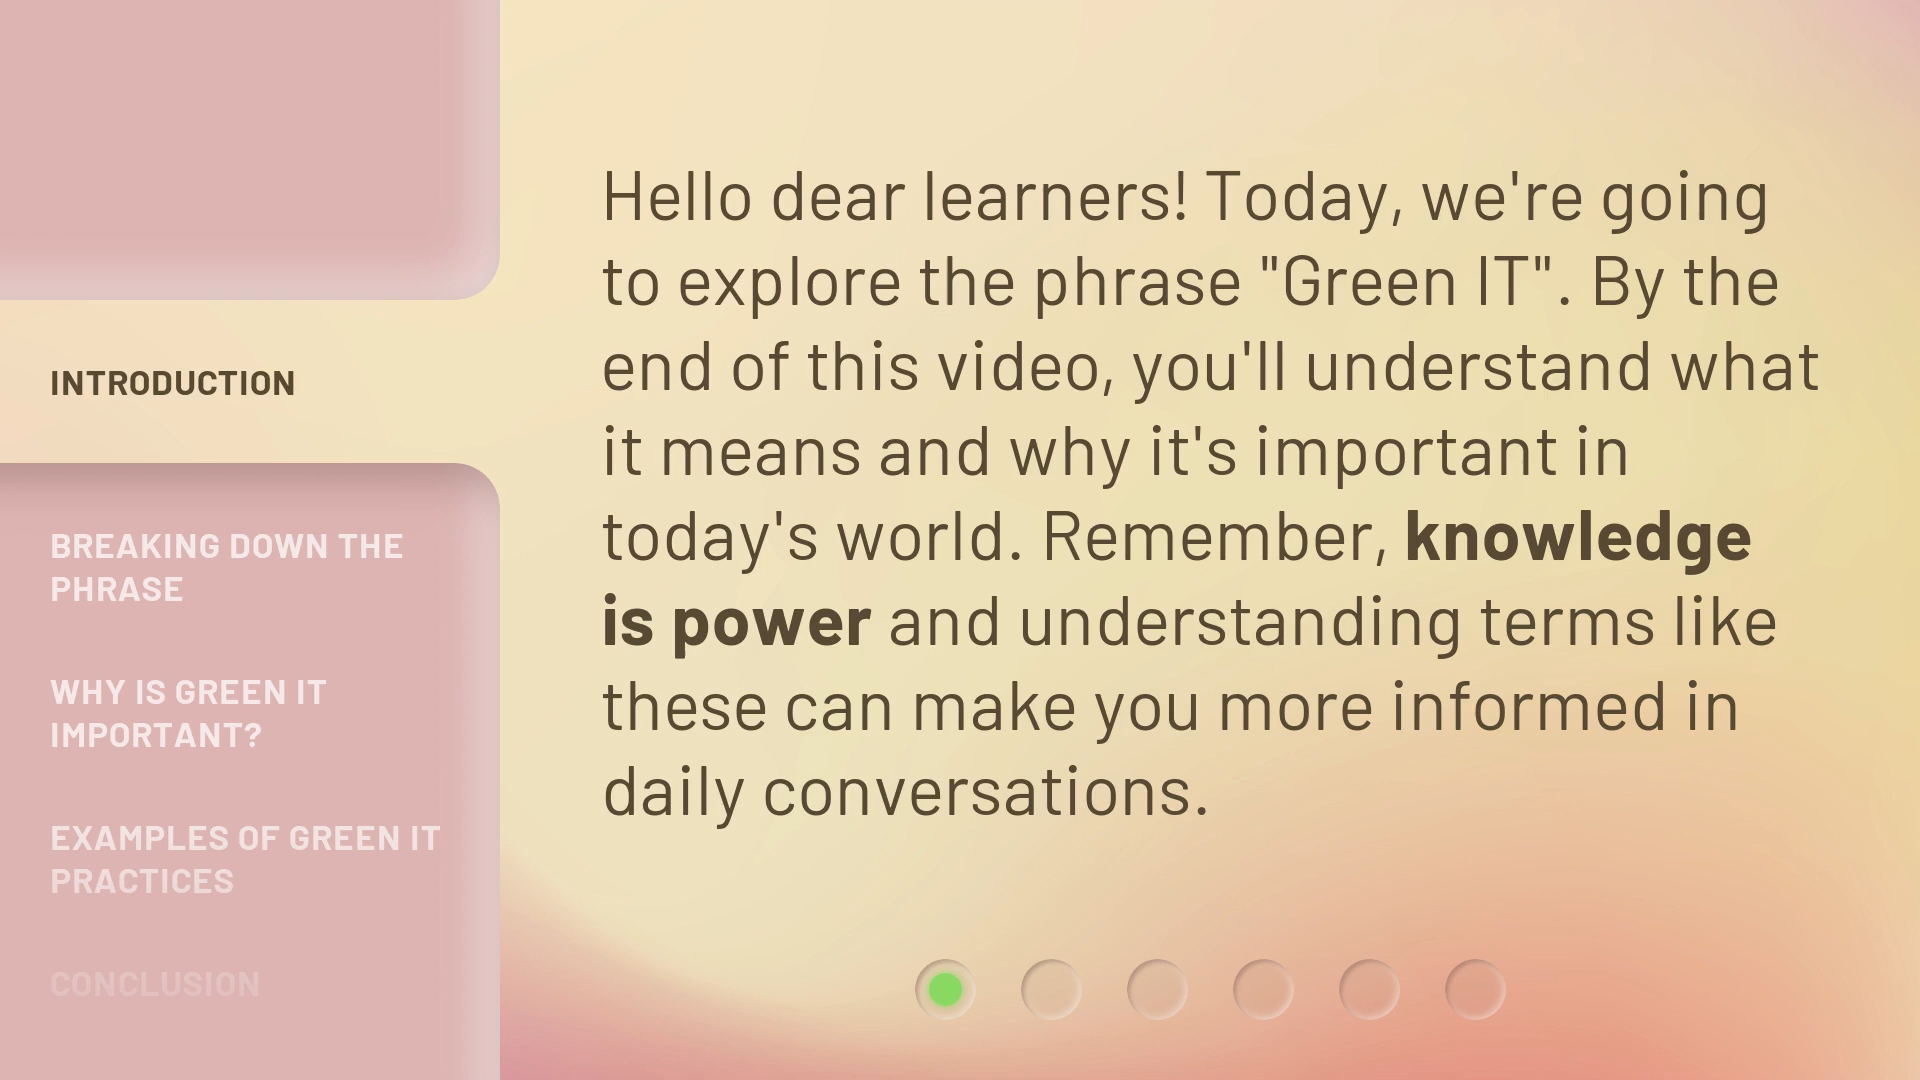 INTRODUCTION
BREAKING DOWN THE
PHRASE
WHY IS GREEN IT
IMPORTANT?
EXAMPLES OF GREEN IT
PRACTICES
CONCLUSION
Hello dear learners! Today, we're going
to explore the phrase "Green IT". By the
end of this video, you'll understand what
it means and why it's important in
today's world. Remember, knowledge
is power and understanding terms like
these can make you more informed in
daily conversations.